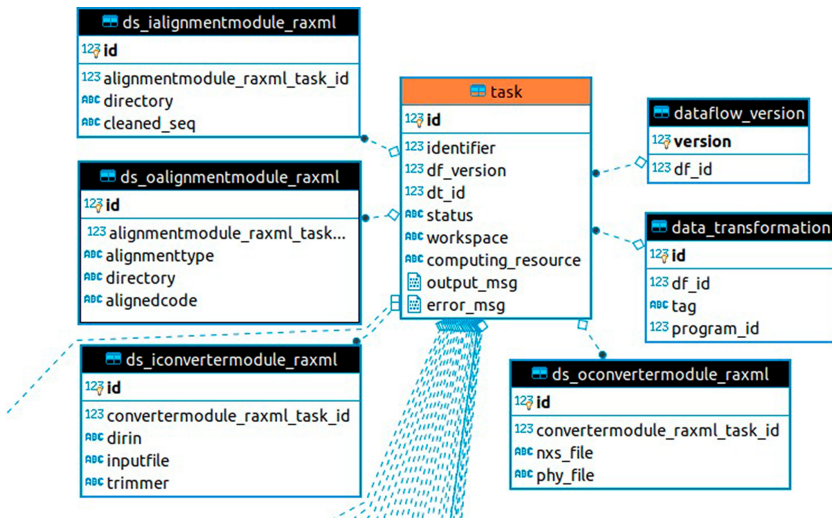 ds_ialignmentmodule_raxml
123 id
123 alignmentmodule_raxml_task_id
ABC directory
ABC cleaned_seq
ds_oalignmentmodule_raxml
123 id
123 alignmentmodule_raxml_task...
ABC alignmenttype
ABC directory
ABC alignedcode
ds_iconvertermodule_raxml
123 id
123 convertermodule_raxml_task_id
ABC dirin
ABC inputfile
ABC trimmer
task
123 id
123 identifier
123 df_version
123 dt_id
ABC status
ABC workspace
ABC computing_resource
output_msg
error_msg
dataflow_version
123 version
123 df_id
data_transformation
123 id
123 df_id
ABC tag
123 program_id
ds_oconvertermodule_raxml
123 id
123 convertermodule_raxml_task_id
ABC nxs_file
ABC phy_file